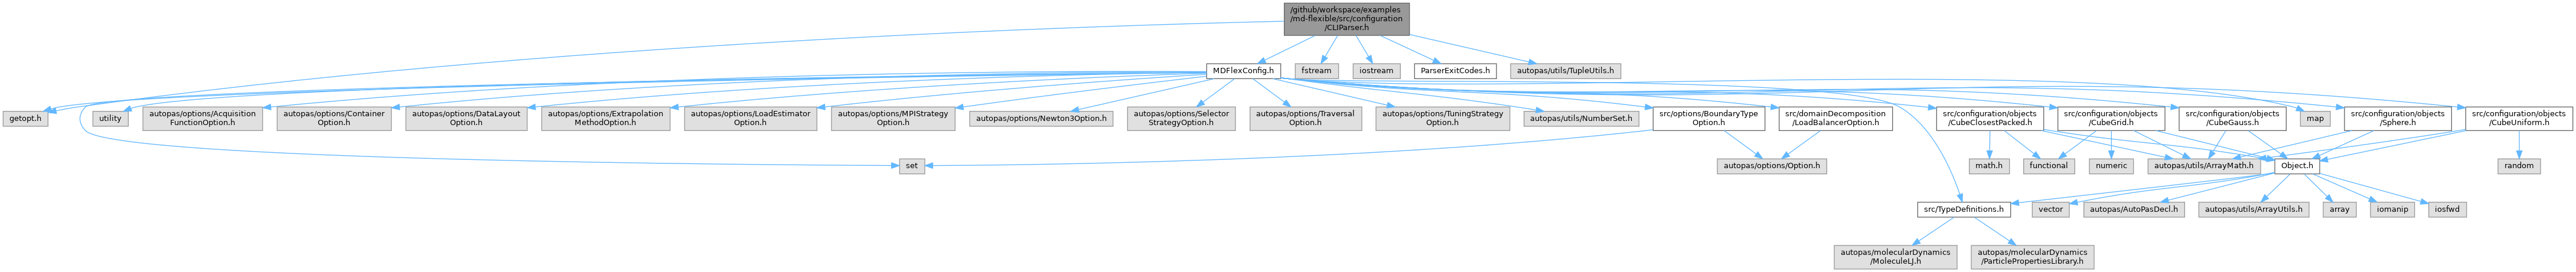 /github/workspace/examples
/md-flexible/src/configuration
/CLIParser.h
MDFlexConfig.h
fstream
iostream
ParserExitCodes.h
autopas/utils/TupleUtils.h
getopt.h
utility
autopas/options/Acquisition
FunctionOption.h
autopas/options/Container
Option.h
autopas/options/DataLayout
Option.h
autopas/options/Extrapolation
MethodOption.h
autopas/options/LoadEstimator
Option.h
autopas/options/MPIStrategy
Option.h
autopas/options/Newton3Option.h
autopas/options/Selector
StrategyOption.h
autopas/options/Traversal
Option.h
autopas/options/TuningStrategy
Option.h
autopas/utils/NumberSet.h
src/options/BoundaryType
Option.h
src/domainDecomposition
/LoadBalancerOption.h
src/configuration/objects
/CubeClosestPacked.h
src/configuration/objects
/CubeGrid.h
src/configuration/objects
/CubeGauss.h
map
src/configuration/objects
/Sphere.h
src/configuration/objects
/CubeUniform.h
set
autopas/options/Option.h
math.h
functional
numeric
autopas/utils/ArrayMath.h
Object.h
random
src/TypeDefinitions.h
vector
autopas/AutoPasDecl.h
autopas/utils/ArrayUtils.h
array
iomanip
iosfwd
autopas/molecularDynamics
/MoleculeLJ.h
autopas/molecularDynamics
/ParticlePropertiesLibrary.h